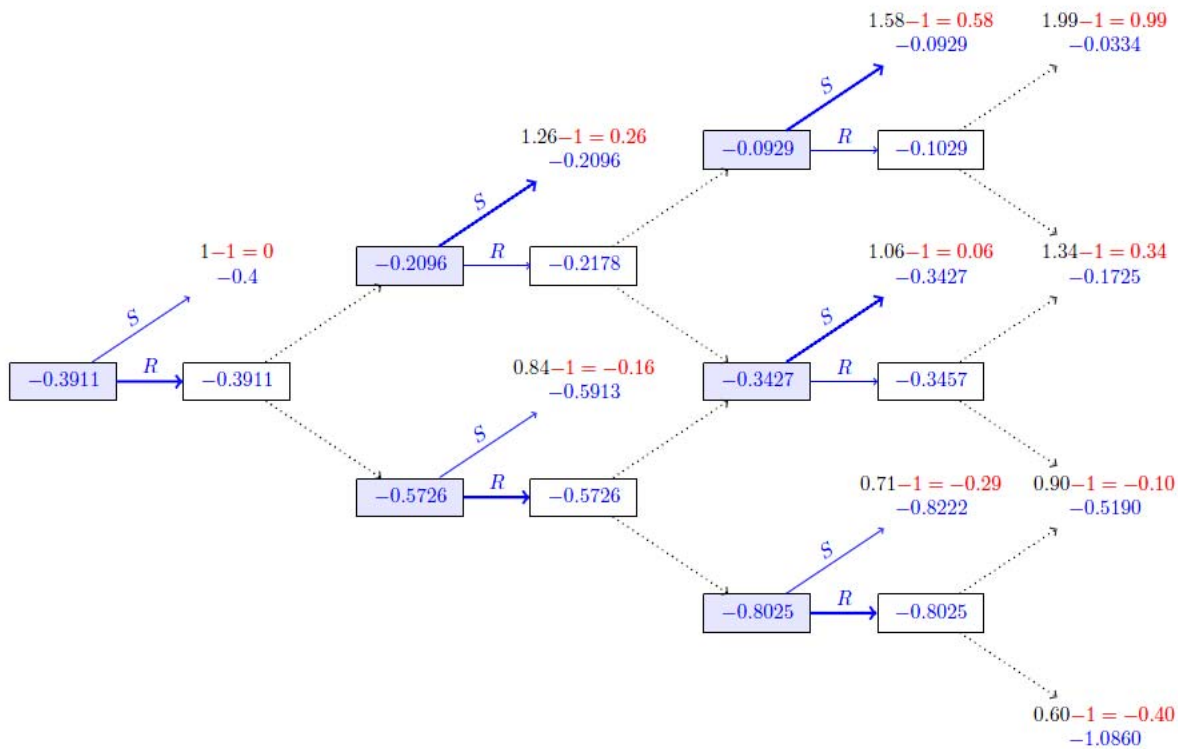 1.58−1 = 0.58
−0.0929
1.99−1 = 0.99
−0.0334
S
1.26−1 = 0.26
−0.2096
−0.0929
R
−0.1029
S
1−1 = 0
−0.4
−0.2096
R
−0.2178
1.06−1 = 0.06
−0.3427
1.34−1 = 0.34
−0.1725
S
S
−0.3911
R
−0.3911
0.84−1 = −0.16
−0.5913
−0.3427
R
−0.3457
S
−0.5726
R
−0.5726
0.71−1 = −0.29
−0.8222
0.90−1 = −0.10
−0.5190
S
−0.8025
R
−0.8025
0.60−1 = −0.40
−1.0860